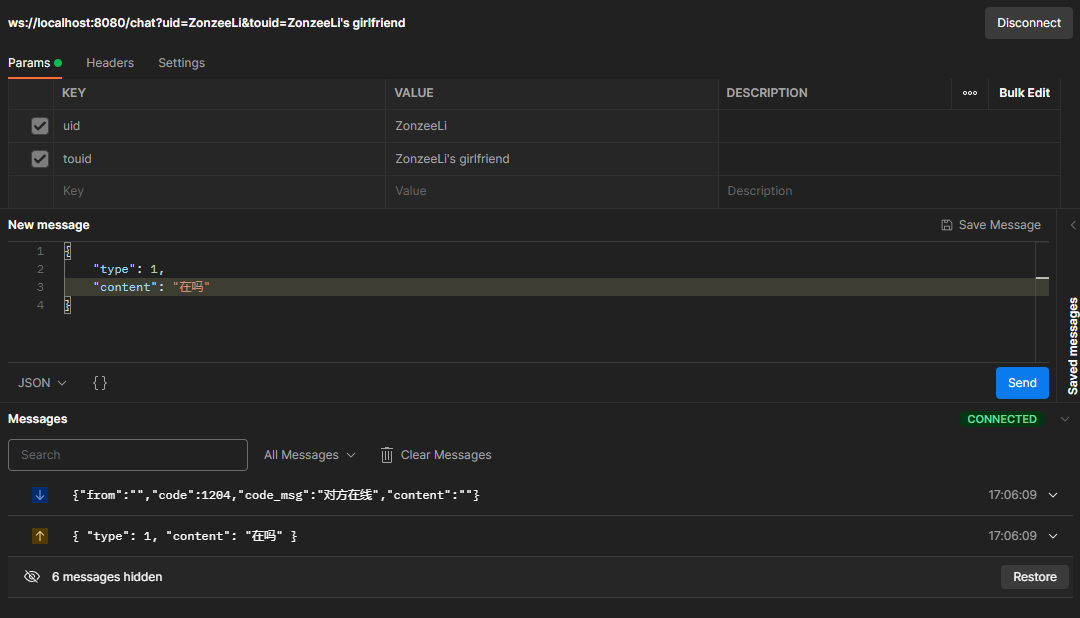 ws://localhost:8080/chat?uid=ZonzeeLi&touid=ZonzeeLi's girlfriend
Disconnect
Params Headers Settings
KEY VALUE DESCRIPTION ooo Bulk Edit
uid ZonzeeLi
touid ZonzeeLi's girlfriend
Key Value Description
New message Save Message
1 {
2 "type": 1,
3 "content": "在吗"
4 }
Saved messages
JSON {} Send
Messages CONNECTED
Search All Messages Clear Messages
{"from":"","code":1204,"code_msg":"对方在线","content":""} 17:06:09
{ "type": 1, "content": "在吗" } 17:06:09
6 messages hidden Restore